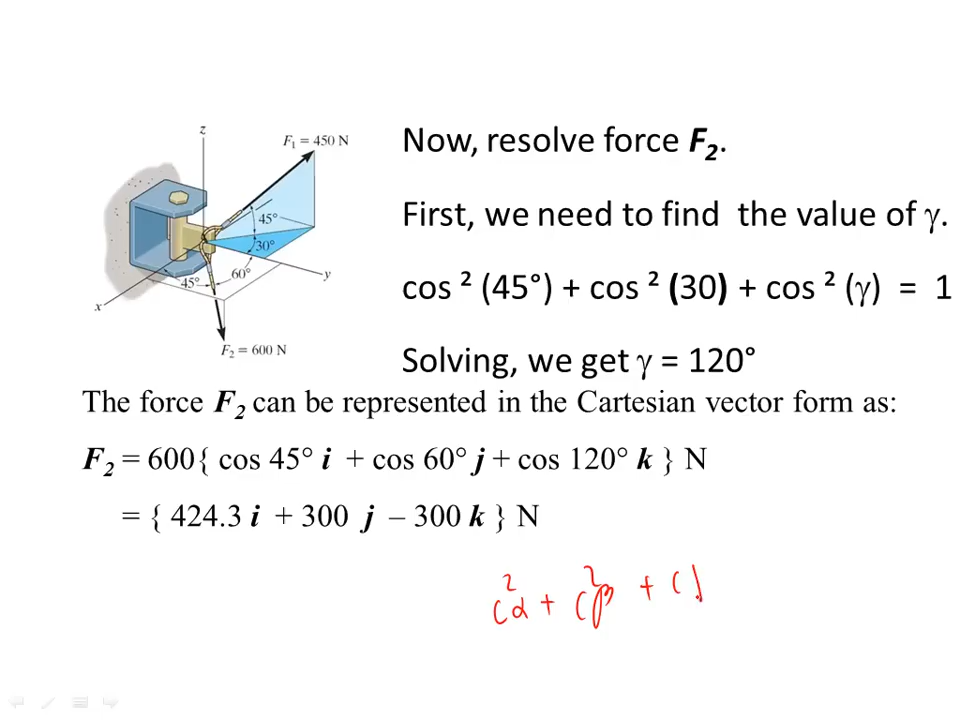 z
F₁ = 450 N
45°
30°
60°
45°
y
x
F₂ = 600 N
Now, resolve force F₂.
First, we need to find the value of γ.
cos ² (45°) + cos ² (30) + cos ² (γ) = 1
Solving, we get γ = 120°
The force F₂ can be represented in the Cartesian vector form as:
F₂ = 600{ cos 45° i + cos 60° j + cos 120° k } N
= { 424.3 i + 300 j – 300 k } N
c²α + c²β + c